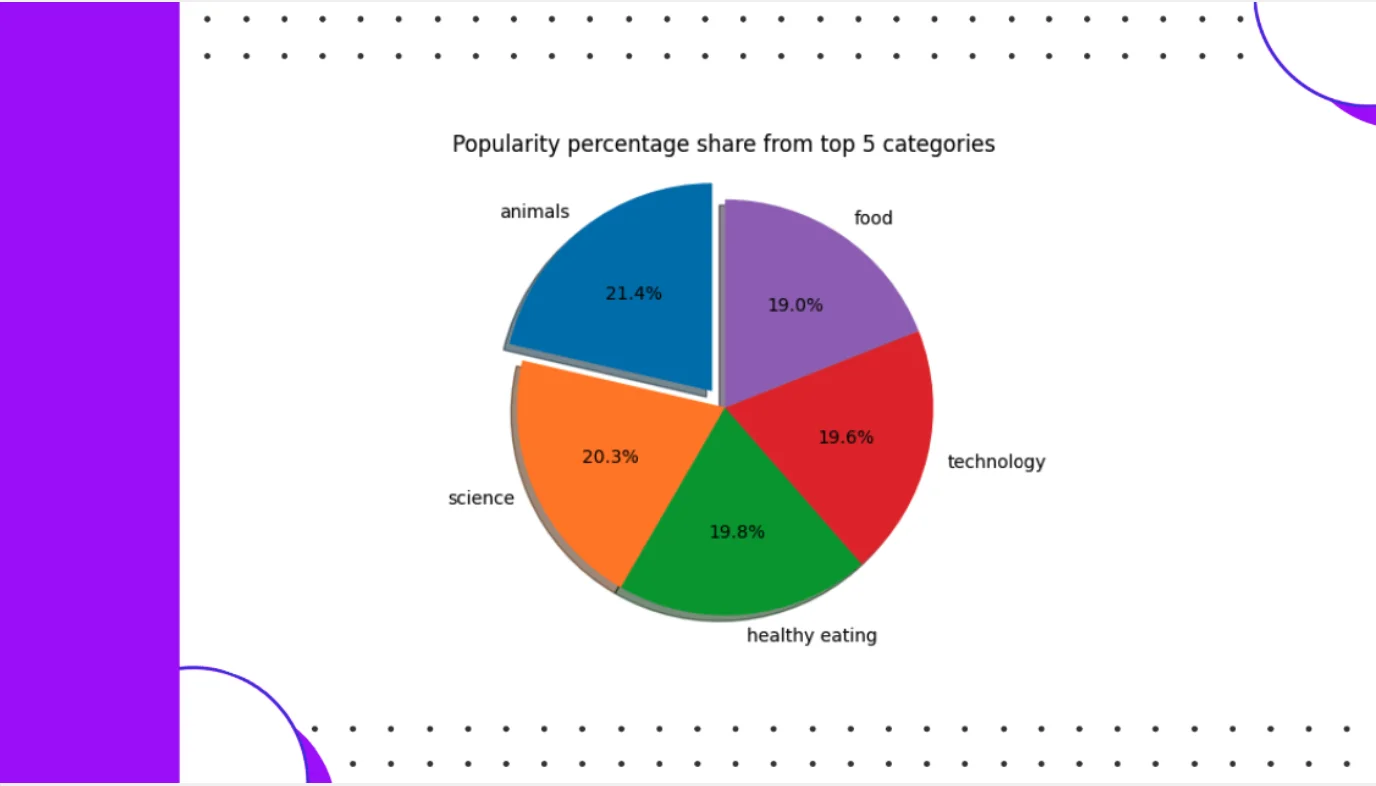 Popularity percentage share from top 5 categories
animals
food
21.4%
19.0%
19.6%
technology
20.3%
science
19.8%
healthy eating